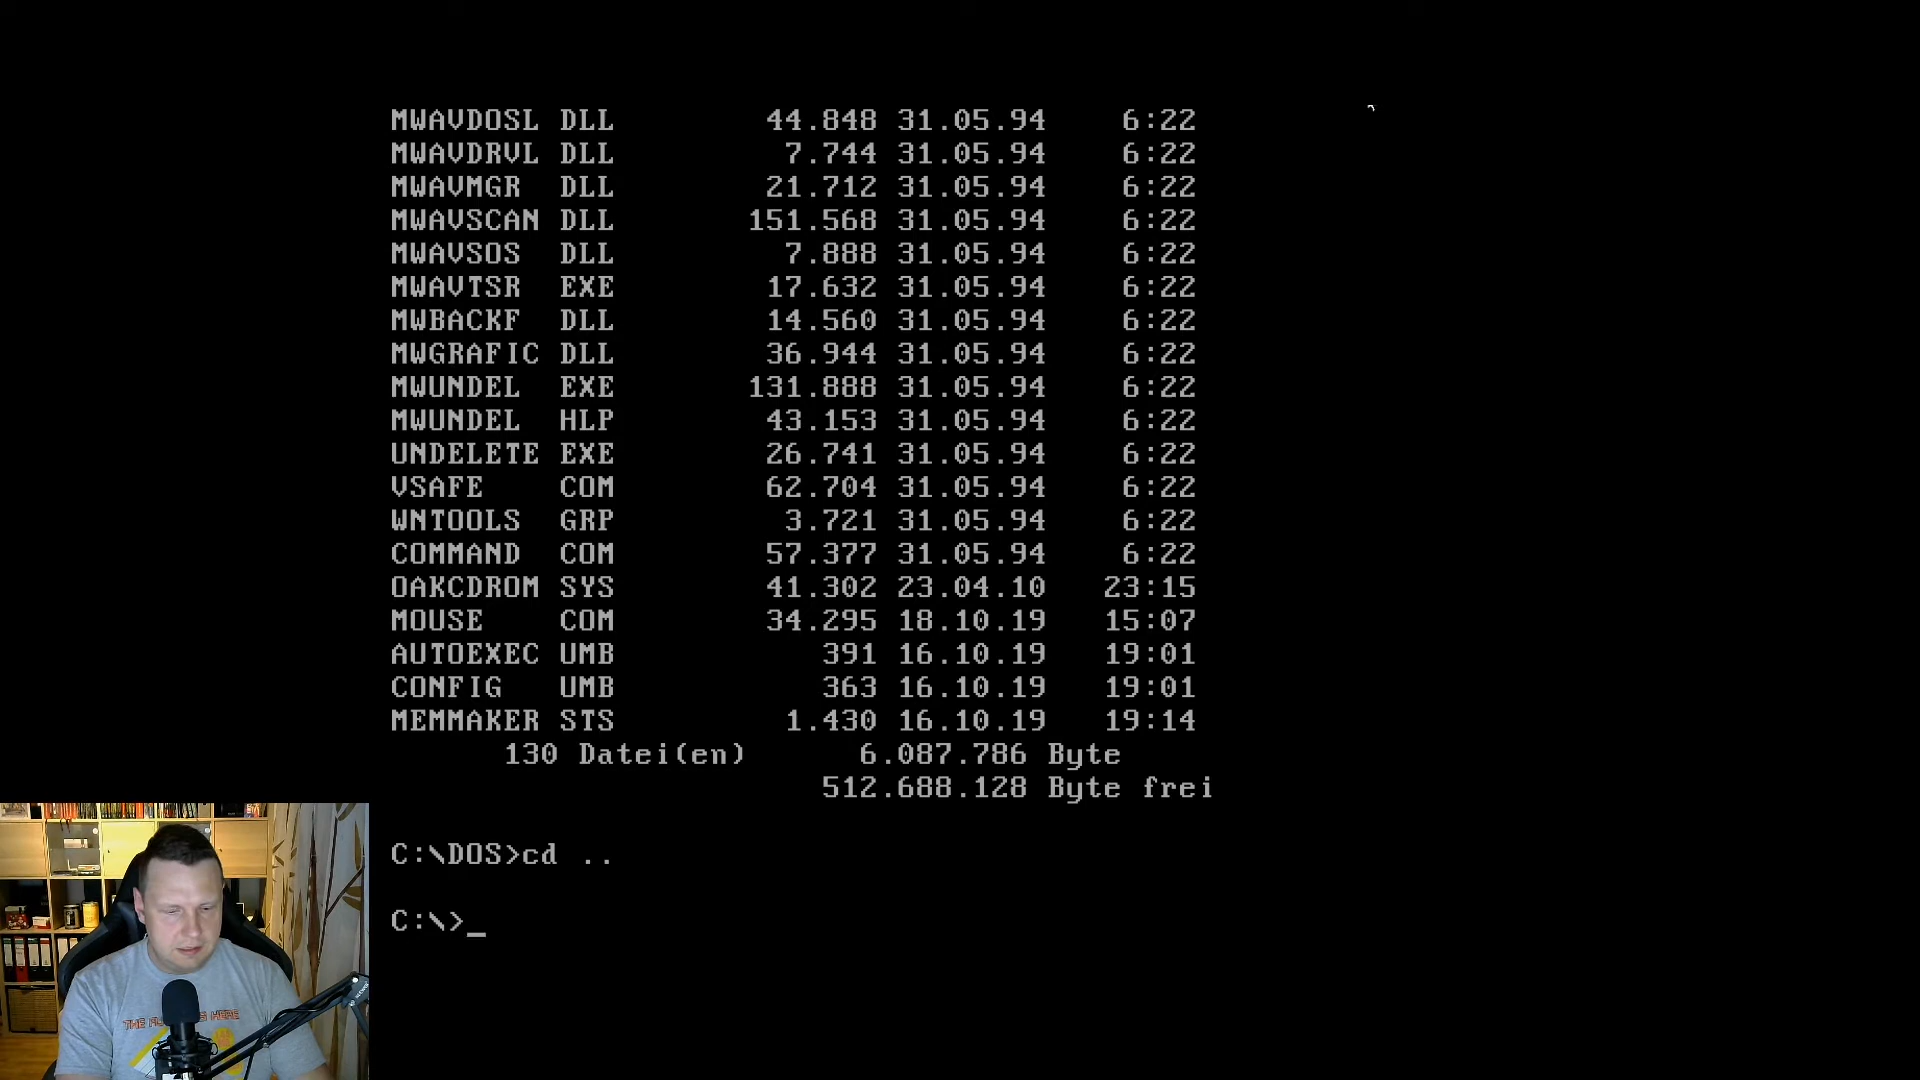 MWAVDOSL DLL 44.848 31.05.94 6:22
MWAVDRVL DLL 7.744 31.05.94 6:22
MWAVMGR DLL 21.712 31.05.94 6:22
MWAVSCAN DLL 151.568 31.05.94 6:22
MWAVSOS DLL 7.888 31.05.94 6:22
MWAVTSR EXE 17.632 31.05.94 6:22
MWBACKF DLL 14.560 31.05.94 6:22
MWGRAFIC DLL 36.944 31.05.94 6:22
MWUNDEL EXE 131.888 31.05.94 6:22
MWUNDEL HLP 43.153 31.05.94 6:22
UNDELETE EXE 26.741 31.05.94 6:22
VSAFE COM 62.704 31.05.94 6:22
WNTOOLS GRP 3.721 31.05.94 6:22
COMMAND COM 57.377 31.05.94 6:22
OAKCDROM SYS 41.302 23.04.10 23:15
MOUSE COM 34.295 18.10.19 15:07
AUTOEXEC UMB 391 16.10.19 19:01
CONFIG UMB 363 16.10.19 19:01
MEMMAKER STS 1.430 16.10.19 19:14
130 Datei(en) 6.087.786 Byte
512.688.128 Byte frei
C:\DOS>cd ..
C:\>_
THE HERE